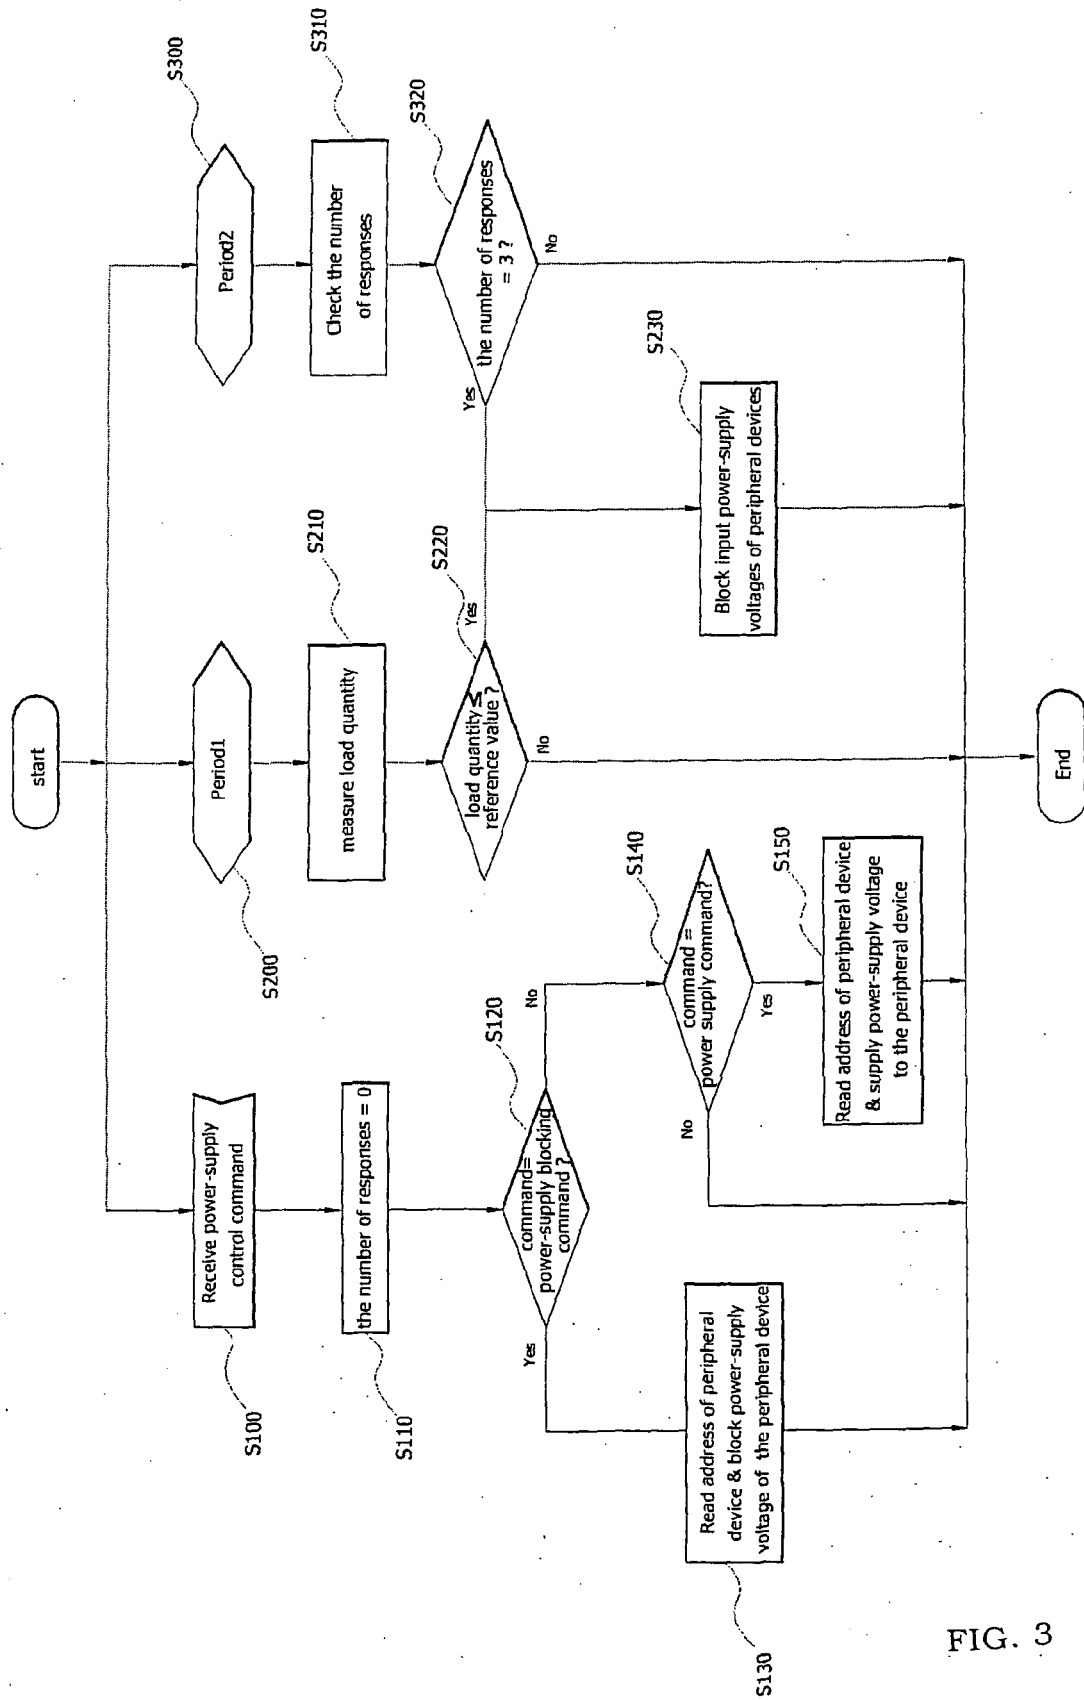 start
S100
Receive power-supply
control command
S110
the number of responses = 0
S120
command=
power-supply blocking
command ?
Yes
No
S130
Read address of peripheral
device & block power-supply
voltage of the peripheral device
S140
command =
power supply command?
No
Yes
S150
Read address of peripheral device
& supply power-supply voltage
to the peripheral device
S200
Period1
S210
measure load quantity
S220
load quantity ≤
reference value ?
Yes
No
S230
Block input power-supply
voltages of peripheral devices
S300
Period2
S310
Check the number
of responses
S320
the number of responses
= 3 ?
Yes
No
End
FIG. 3